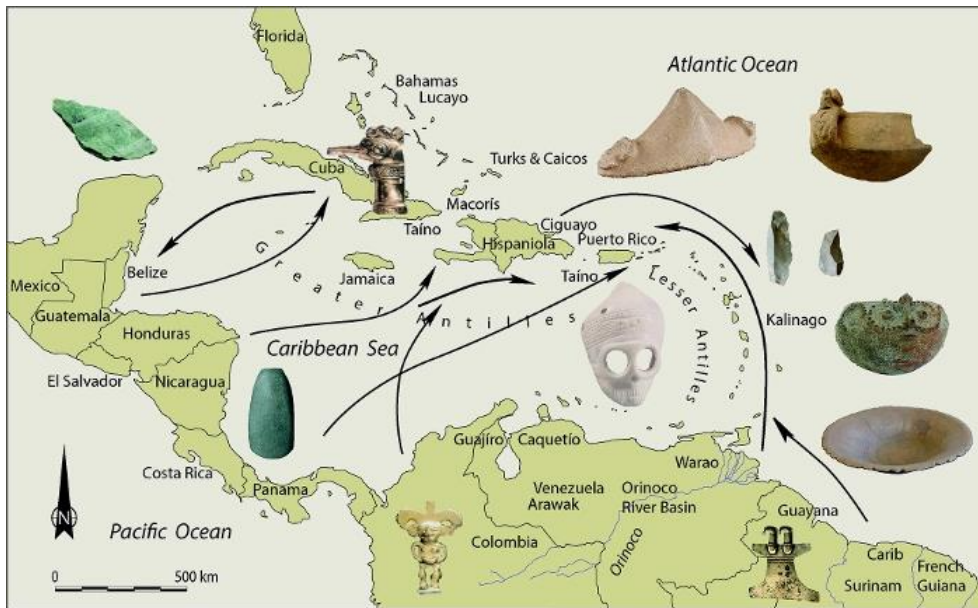 Florida
Atlantic Ocean
Bahamas
Lucayo
Cuba
Turks & Caicos
Macorís
Taíno
Ciguayo
Hispaniola
Puerto Rico
Taíno
Jamaica
Greater Antilles
Lesser Antilles
Kalinago
Belize
Mexico
Guatemala
Honduras
Caribbean Sea
El Salvador
Nicaragua
Costa Rica
Panama
Guajíro
Caquetío
Warao
Venezuela
Arawak
Orinoco
River Basin
Guayana
Colombia
Orinoco
Carib
Surinam
French
Guiana
Pacific Ocean
N
0 500 km